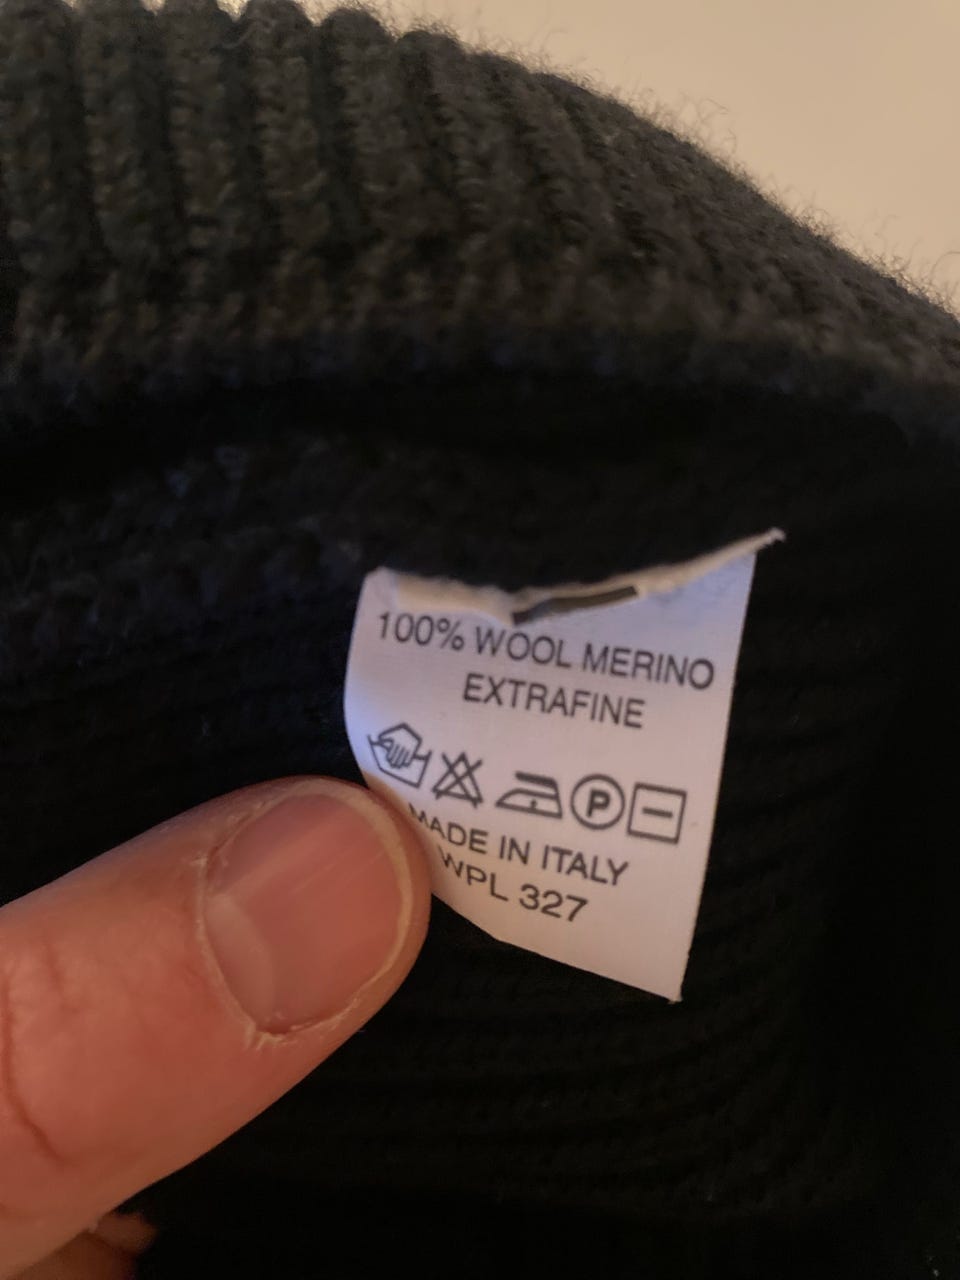 100% WOOL MERINO
EXTRAFINE
P
MADE IN ITALY
WPL 327